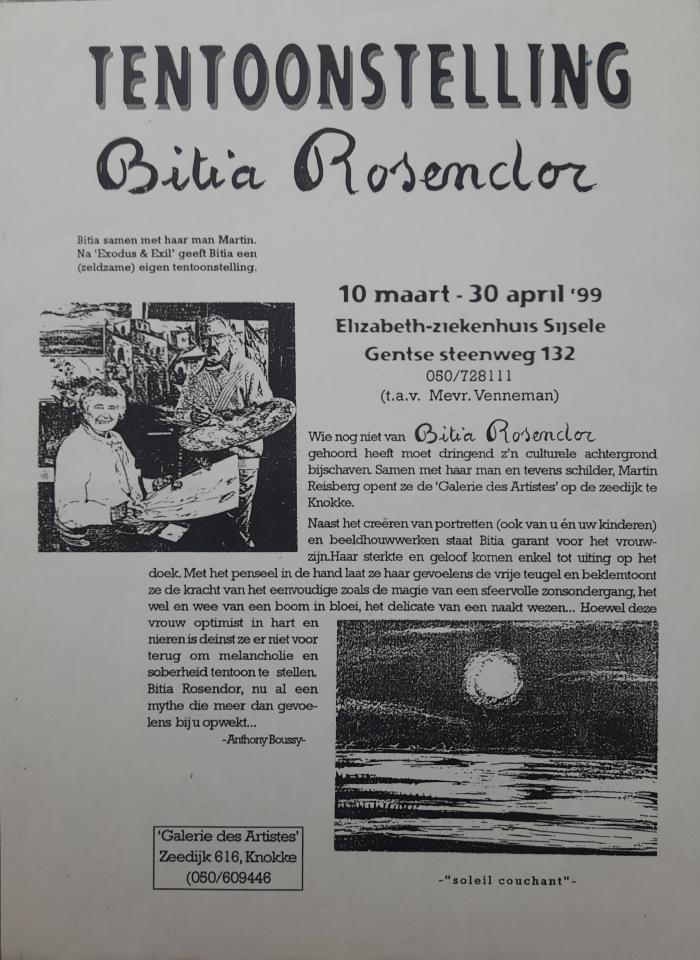 TENTOONSTELLING
Bitia Rosendor
Bitia samen met haar man Martin.
Na 'Exodus & Exil' geeft Bitia een
(zeldzame) eigen tentoonstelling.
10 maart - 30 april '99
Elizabeth-ziekenhuis Sijsele
Gentse steenweg 132
050/728111
(t.a.v. Mevr. Venneman)
Wie nog niet van Bitia Rosendor
gehoord heeft moet dringend z'n culturele achtergrond
bijschaven. Samen met haar man en tevens schilder, Martin
Reisberg opent ze de 'Galerie des Artistes' op de zeedijk te
Knokke.
Naast het creëren van portretten (ook van u én uw kinderen)
en beeldhouwwerken staat Bitia garant voor het vrouw-
zijn.Haar sterkte en geloof komen enkel tot uiting op het
doek. Met het penseel in de hand laat ze haar gevoelens de vrije teugel en beklemtoont
ze de kracht van het eenvoudige zoals de magie van een sfeervolle zonsondergang, het
wel en wee van een boom in bloei, het delicate van een naakt wezen... Hoewel deze
vrouw optimist in hart en
nieren is deinst ze er niet voor
terug om melancholie en
soberheid tentoon te stellen.
Bitia Rosendor, nu al een
mythe die meer dan gevoe-
lens bij u opwekt...
-Anthony Boussy-
'Galerie des Artistes'
Zeedijk 616, Knokke
(050/609446
-"soleil couchant"-